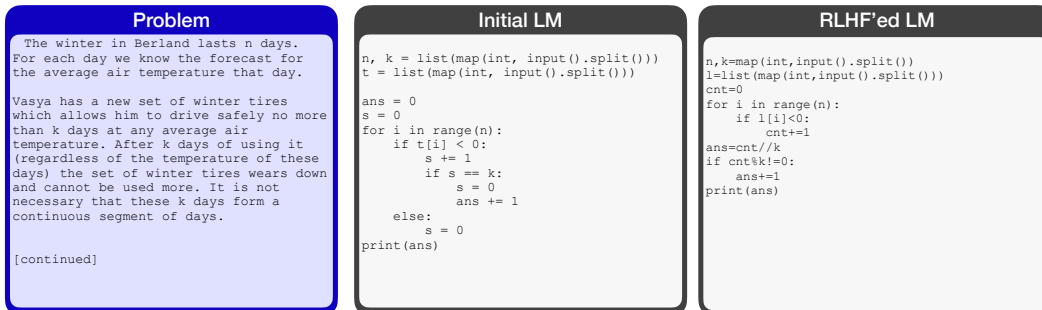 Problem
The winter in Berland lasts n days.
For each day we know the forecast for
the average air temperature that day.
Vasya has a new set of winter tires
which allows him to drive safely no more
than k days at any average air
temperature. After k days of using it
(regardless of the temperature of these
days) the set of winter tires wears down
and cannot be used more. It is not
necessary that these k days form a
continuous segment of days.
[continued]
Initial LM
n, k = list(map(int, input().split()))
t = list(map(int, input().split()))
ans = 0
s = 0
for i in range(n):
    if t[i] < 0:
        s += 1
        if s == k:
            s = 0
            ans += 1
    else:
        s = 0
print(ans)
RLHF'ed LM
n,k=map(int,input().split())
l=list(map(int,input().split()))
cnt=0
for i in range(n):
    if l[i]<0:
        cnt+=1
ans=cnt//k
if cnt%k!=0:
    ans+=1
print(ans)